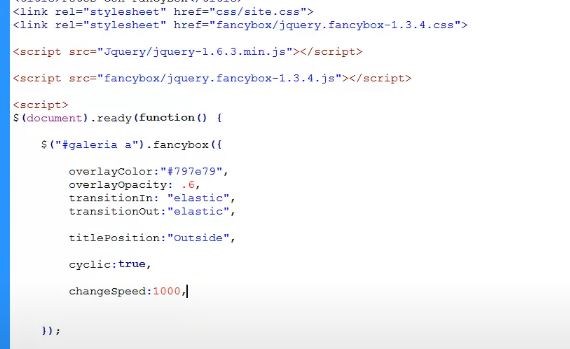 <link rel="stylesheet" href="css/site.css">
<link rel="stylesheet" href="fancybox/jquery.fancybox-1.3.4.css">
<script src="Jquery/jquery-1.6.3.min.js"></script>
<script src="fancybox/jquery.fancybox-1.3.4.js"></script>
<script>
$(document).ready(function() {
$("#galeria a").fancybox({
overlayColor:"#797e79",
overlayOpacity: .6,
transitionIn: "elastic",
transitionOut:"elastic",
titlePosition:"Outside",
cyclic:true,
changeSpeed:1000,
});